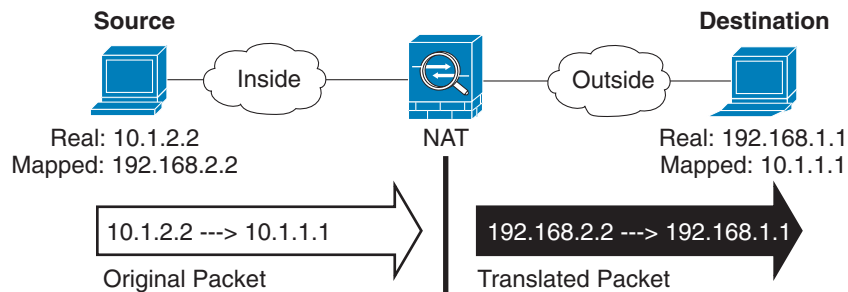 Source
Destination
Inside
Outside
Real: 10.1.2.2
Mapped: 192.168.2.2
NAT
Real: 192.168.1.1
Mapped: 10.1.1.1
10.1.2.2 ---> 10.1.1.1
192.168.2.2 ---> 192.168.1.1
Original Packet
Translated Packet